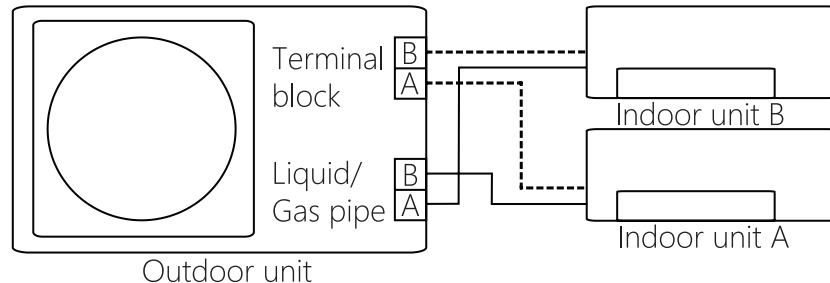 Terminal
block
B
A
Liquid/
Gas pipe
B
A
Outdoor unit
Indoor unit B
Indoor unit A